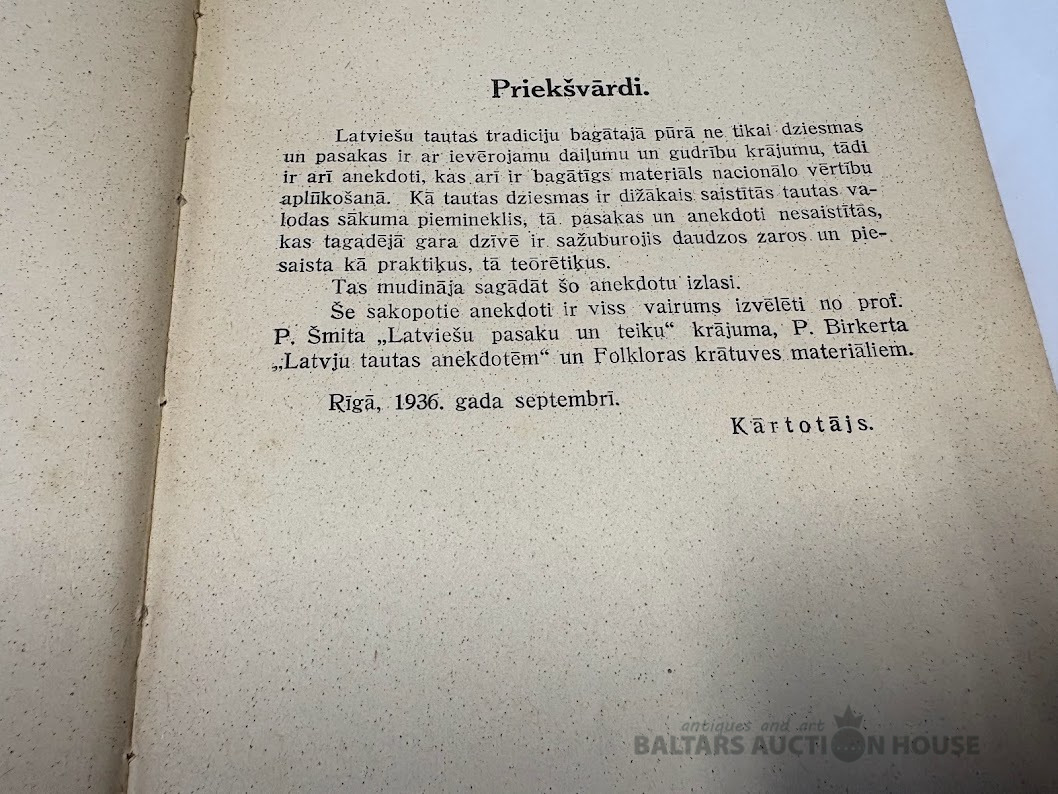 Priekšvārdi.
Latviešu tautas tradiciju bagātajā pūrā ne tikai dziesmas
un pasakas ir ar ievērojamu daiļumu un gudrību krājumu, tādi
ir arī anekdoti, kas arī ir bagātīgs materiāls nacionālo vērtību
aplūkošanā. Kā tautas dziesmas ir dižākais saistītās tautas va-
lodas sākuma piemineklis, tā pasakas un anekdoti nesaistītās,
kas tagadējā gara dzīvē ir sažuburojis daudzos zaros un pie-
saista kā praktiķus, tā teorētiķus.
Tas mudināja sagādāt šo anekdotu izlasi.
Še sakopotie anekdoti ir viss vairums izvēlēti no prof.
P. Šmita „Latviešu pasaku un teiku“ krājuma, P. Birkerta
„Latvju tautas anekdotēm“ un Folkloras krātuves materiāliem.
Rīgā, 1936. gada septembrī.
Kārtotājs.
antiques and art
BALTARS AUCTION HOUSE